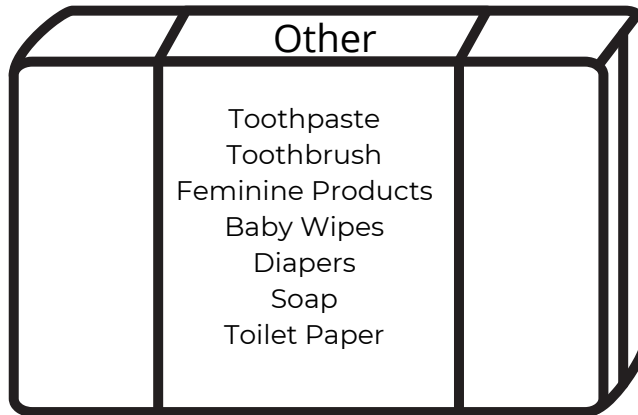 Other
Toothpaste
Toothbrush
Feminine Products
Baby Wipes
Diapers
Soap
Toilet Paper